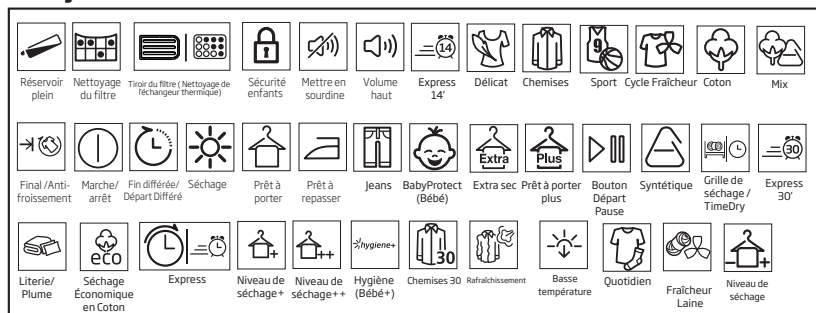 14
9
Réservoir plein
Nettoyage du filtre
Tiroir du filtre ( Nettoyage de l'échangeur thermique)
Sécurité enfants
Mettre en sourdine
Volume haut
Express 14'
Délicat
Chemises
Sport
Cycle Fraîcheur
Coton
Mix
Extra
Plus
30
Final /Anti-froissement
Marche/ arrêt
Fin différée/ Départ Différé
Séchage
Prêt à porter
Prêt à repasser
Jeans
BabyProtect (Bébé)
Extra sec
Prêt à porter plus
Bouton Départ Pause
Syntétique
Grille de séchage / TimeDry
Express 30'
eco
+
++
hygiene+
30
- +
Literie/ Plume
Séchage Économique en Coton
Express
Niveau de séchage+
Niveau de séchage++
Hygiène (Bébé+)
Chemises 30
Rafraîchissement
Basse température
Quotidien
Fraîcheur Laine
Niveau de séchage